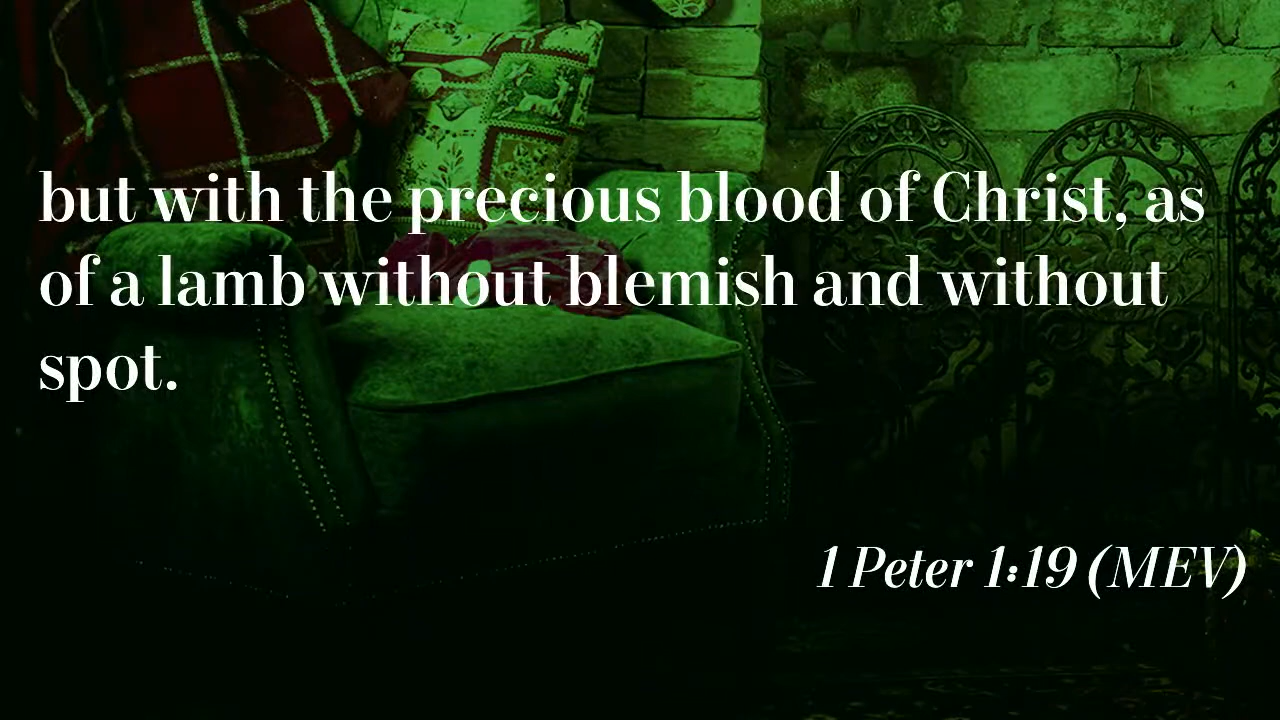 but with the precious blood of Christ, as
of a lamb without blemish and without
spot.
1 Peter 1:19 (MEV)